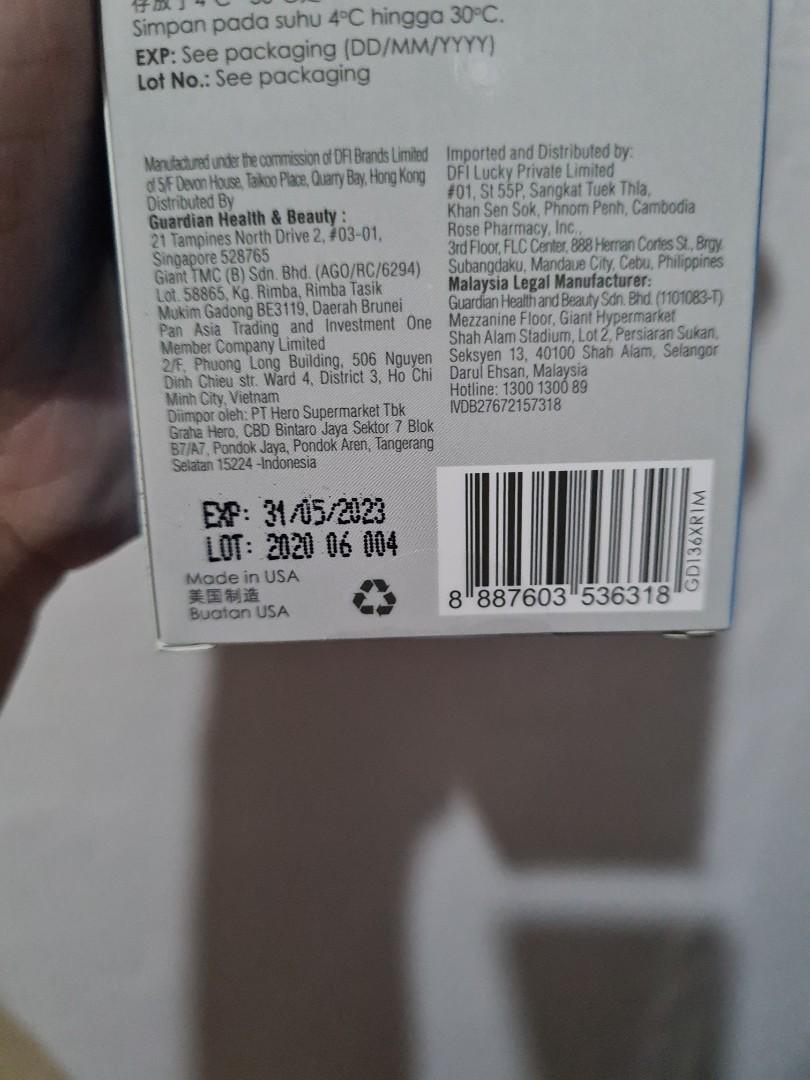 Simpan pada suhu 4°C hingga 30°C.
EXP: See packaging (DD/MM/YYYY)
Lot No.: See packaging
Manufactured under the commission of DFI Brands Limited
of 5/F Devon House, Taikoo Place, Quarry Bay, Hong Kong
Distributed By
Guardian Health & Beauty :
21 Tampines North Drive 2, #03-01,
Singapore 528765
Giant TMC (B) Sdn. Bhd. (AGO/RC/6294)
Lot. 58865, Kg. Rimba, Rimba Tasik
Mukim Gadong BE3119, Daerah Brunei
Pan Asia Trading and Investment One
Member Company Limited
2/F, Phuong Long Building, 506 Nguyen
Dinh Chieu str. Ward 4, District 3, Ho Chi
Minh City, Vietnam
Diimpor oleh: PT Hero Supermarket Tbk
Graha Hero, CBD Bintaro Jaya Sektor 7 Blok
B7/A7, Pondok Jaya, Pondok Aren, Tangerang
Selatan 15224 -Indonesia
Imported and Distributed by:
DFI Lucky Private Limited
#01, St 55P, Sangkat Tuek Thla,
Khan Sen Sok, Phnom Penh, Cambodia
Rose Pharmacy, Inc.,
3rd Floor, FLC Center, 888 Hernan Cortes St., Brgy.
Subangdaku, Mandaue City, Cebu, Philippines
Malaysia Legal Manufacturer:
Guardian Health and Beauty Sdn. Bhd. (1101083-T)
Mezzanine Floor, Giant Hypermarket
Shah Alam Stadium, Lot 2, Persiaran Sukan,
Seksyen 13, 40100 Shah Alam, Selangor
Darul Ehsan, Malaysia
Hotline: 1300 1300 89
IVDB27672157318
EXP: 31/05/2023
LOT: 2020 06 004
Made in USA
美国制造
Buatan USA
8 887603 536318
GD136XR1M